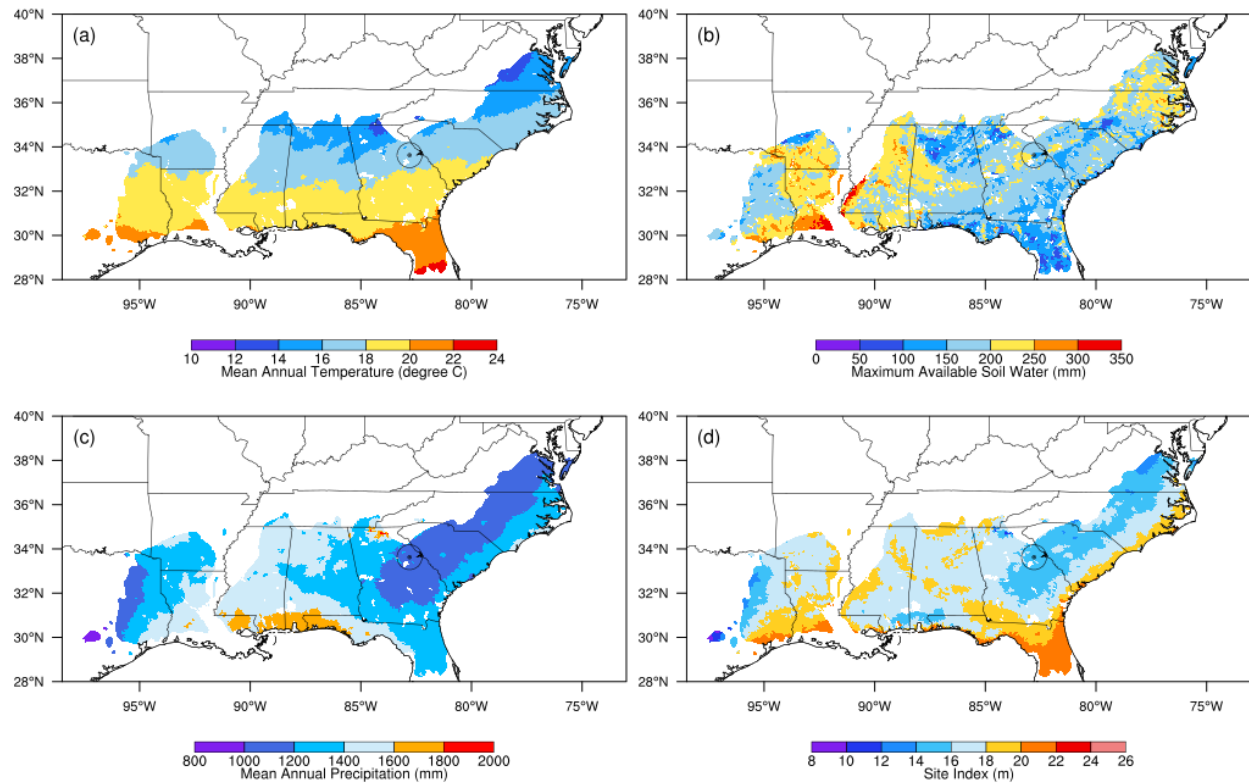 40°N (a)
38°N
36°N
34°N
32°N
30°N
28°N
95°W 90°W 85°W 80°W 75°W
10 12 14 16 18 20 22 24
Mean Annual Temperature (degree C)
40°N (b)
38°N
36°N
34°N
32°N
30°N
28°N
95°W 90°W 85°W 80°W 75°W
0 50 100 150 200 250 300 350
Maximum Available Soil Water (mm)
40°N (c)
38°N
36°N
34°N
32°N
30°N
28°N
95°W 90°W 85°W 80°W 75°W
800 1000 1200 1400 1600 1800 2000
Mean Annual Precipitation (mm)
40°N (d)
38°N
36°N
34°N
32°N
30°N
28°N
95°W 90°W 85°W 80°W 75°W
8 10 12 14 16 18 20 22 24 26
Site Index (m)